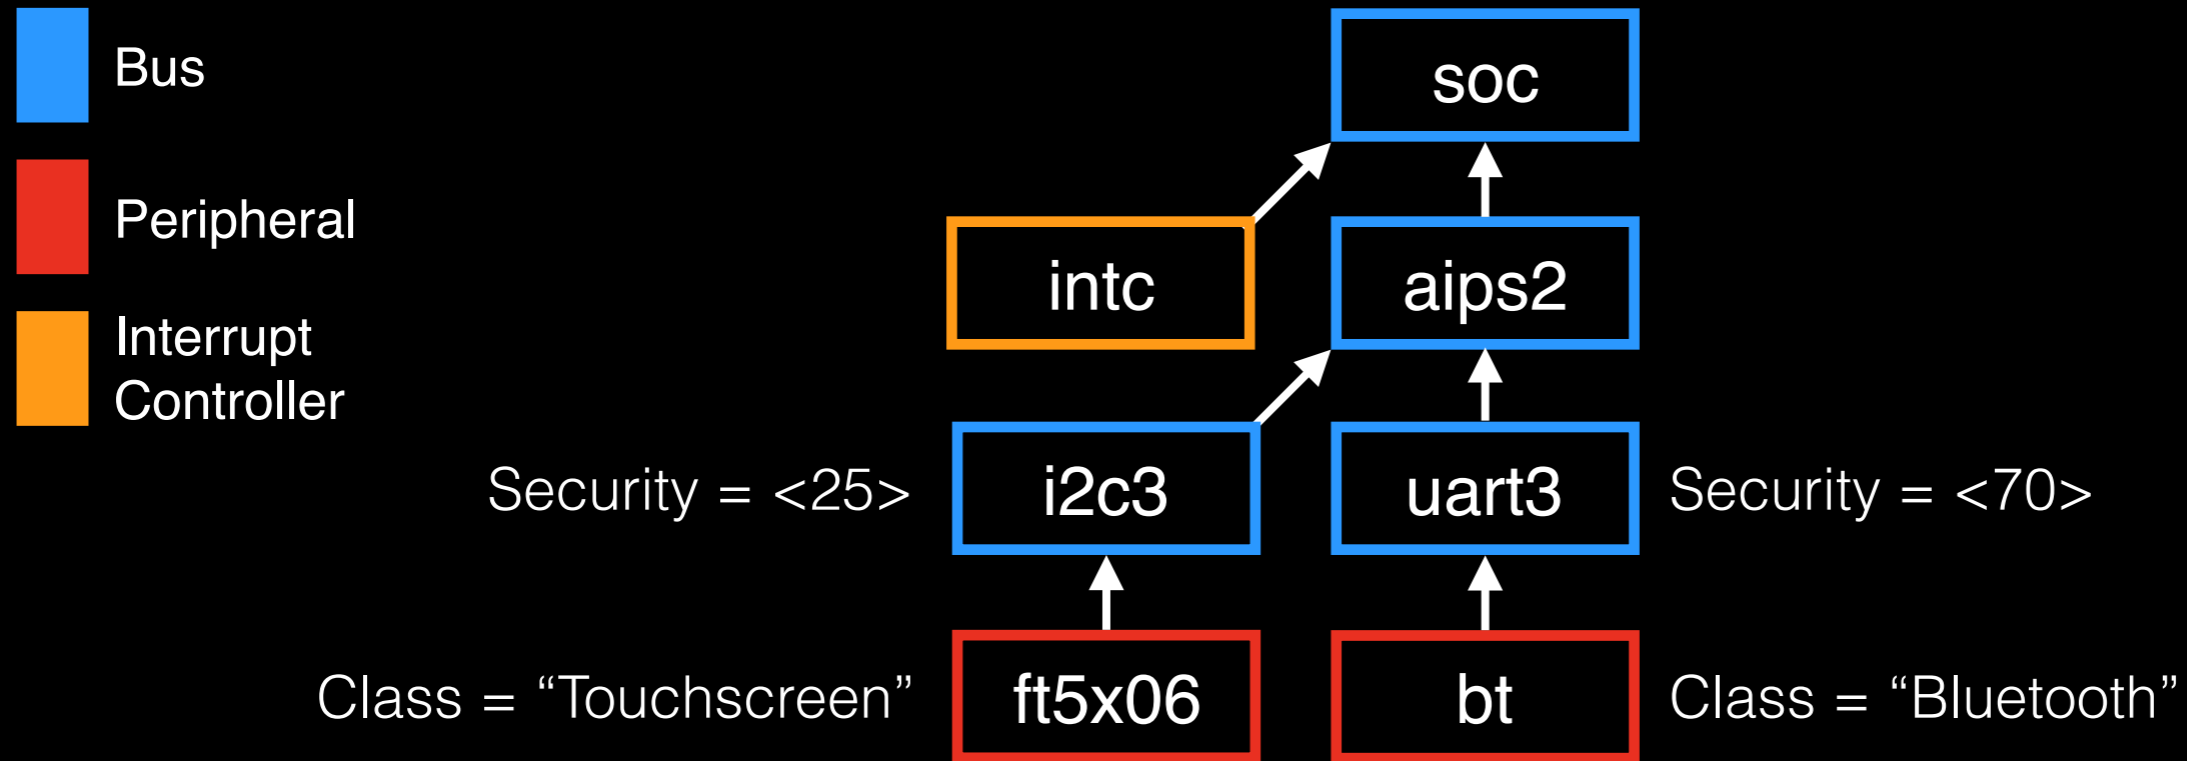 Bus
Peripheral
Interrupt
Controller
soc
intc
aips2
Security = <25>
i2c3
uart3
Security = <70>
Class = “Touchscreen”
ft5x06
bt
Class = “Bluetooth”